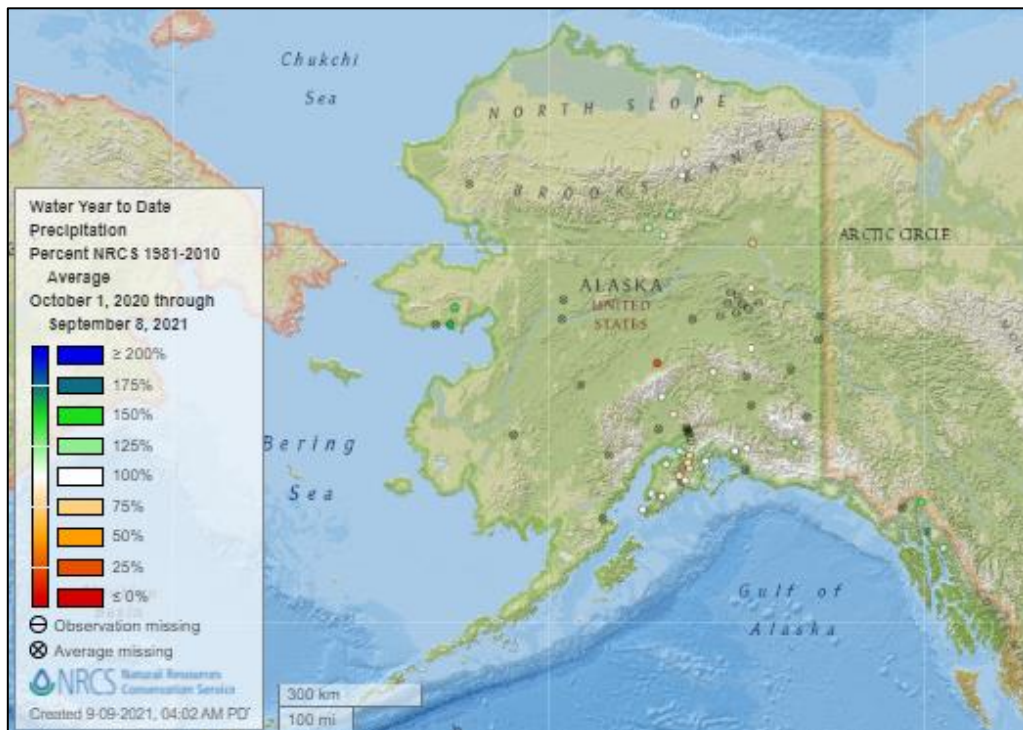 Chukchi
Sea
NORTH SLOPE
BROOKS RANGE
ARCTIC CIRCLE
ALASKA
UNITED
STATES
Bering
Sea
Gulf of
Alaska
Water Year to Date
Precipitation
Percent NRCS 1981-2010
Average
October 1, 2020 through
September 8, 2021
≥ 200%
175%
150%
125%
100%
75%
50%
25%
≤ 0%
Observation missing
Average missing
NRCS Natural Resources
Conservation Service
Created 9-09-2021, 04:02 AM PD
300 km
100 mi